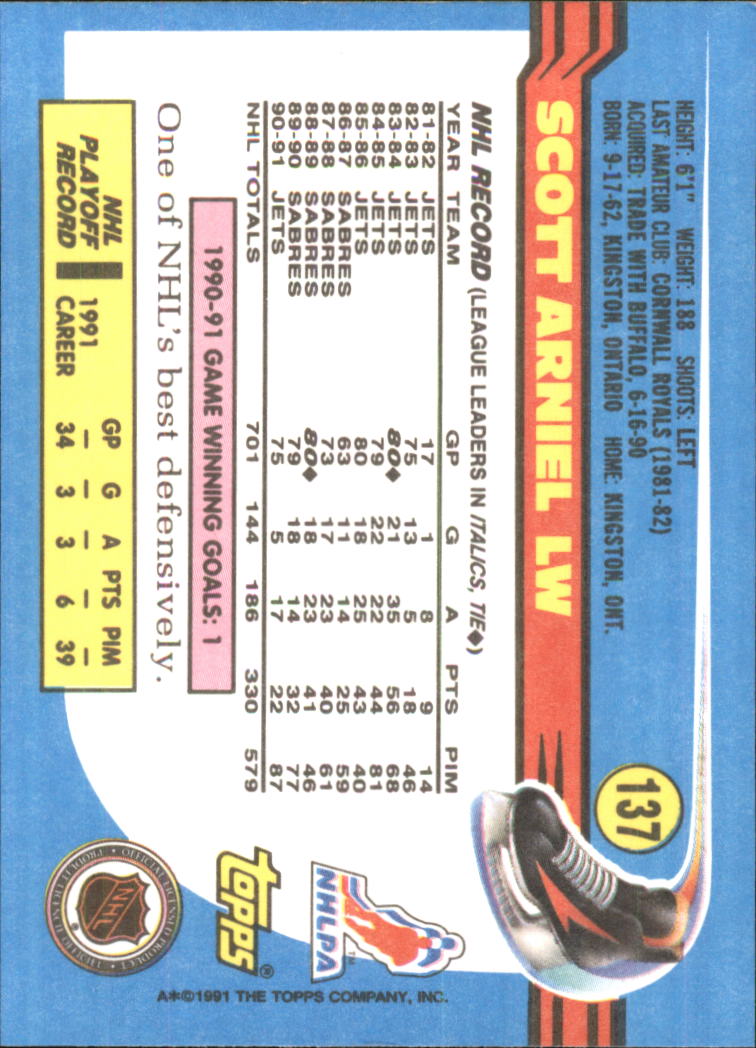 137
HEIGHT: 6'1" WEIGHT: 188 SHOOTS: LEFT
LAST AMATEUR CLUB: CORNWALL ROYALS (1981-82)
ACQUIRED: TRADE WITH BUFFALO, 6-16-90
BORN: 9-17-62, KINGSTON, ONTARIO HOME: KINGSTON, ONT.
SCOTT ARNIEL LW
NHL RECORD (LEAGUE LEADERS IN ITALICS, TIE◆)
YEAR TEAM GP G A PTS PIM
81-82 JETS 17 1 8 9 14
82-83 JETS 75 13 5 18 46
83-84 JETS 80◆ 21 35 56 68
84-85 JETS 79 22 22 44 81
85-86 JETS 80 18 25 43 40
86-87 SABRES 63 11 14 25 59
87-88 SABRES 73 17 23 40 61
88-89 SABRES 80◆ 18 23 41 46
89-90 SABRES 79 18 14 32 77
90-91 JETS 75 5 17 22 87
NHL TOTALS 701 144 186 330 579
1990-91 GAME WINNING GOALS: 1
One of NHL's best defensively.
NHL PLAYOFF RECORD
GP G A PTS PIM
1991 – – – – –
CAREER 34 3 3 6 39
NHLPA™
TOPPS®
NHL
OFFICIAL LICENSED PRODUCT
®
A*©1991 THE TOPPS COMPANY, INC.